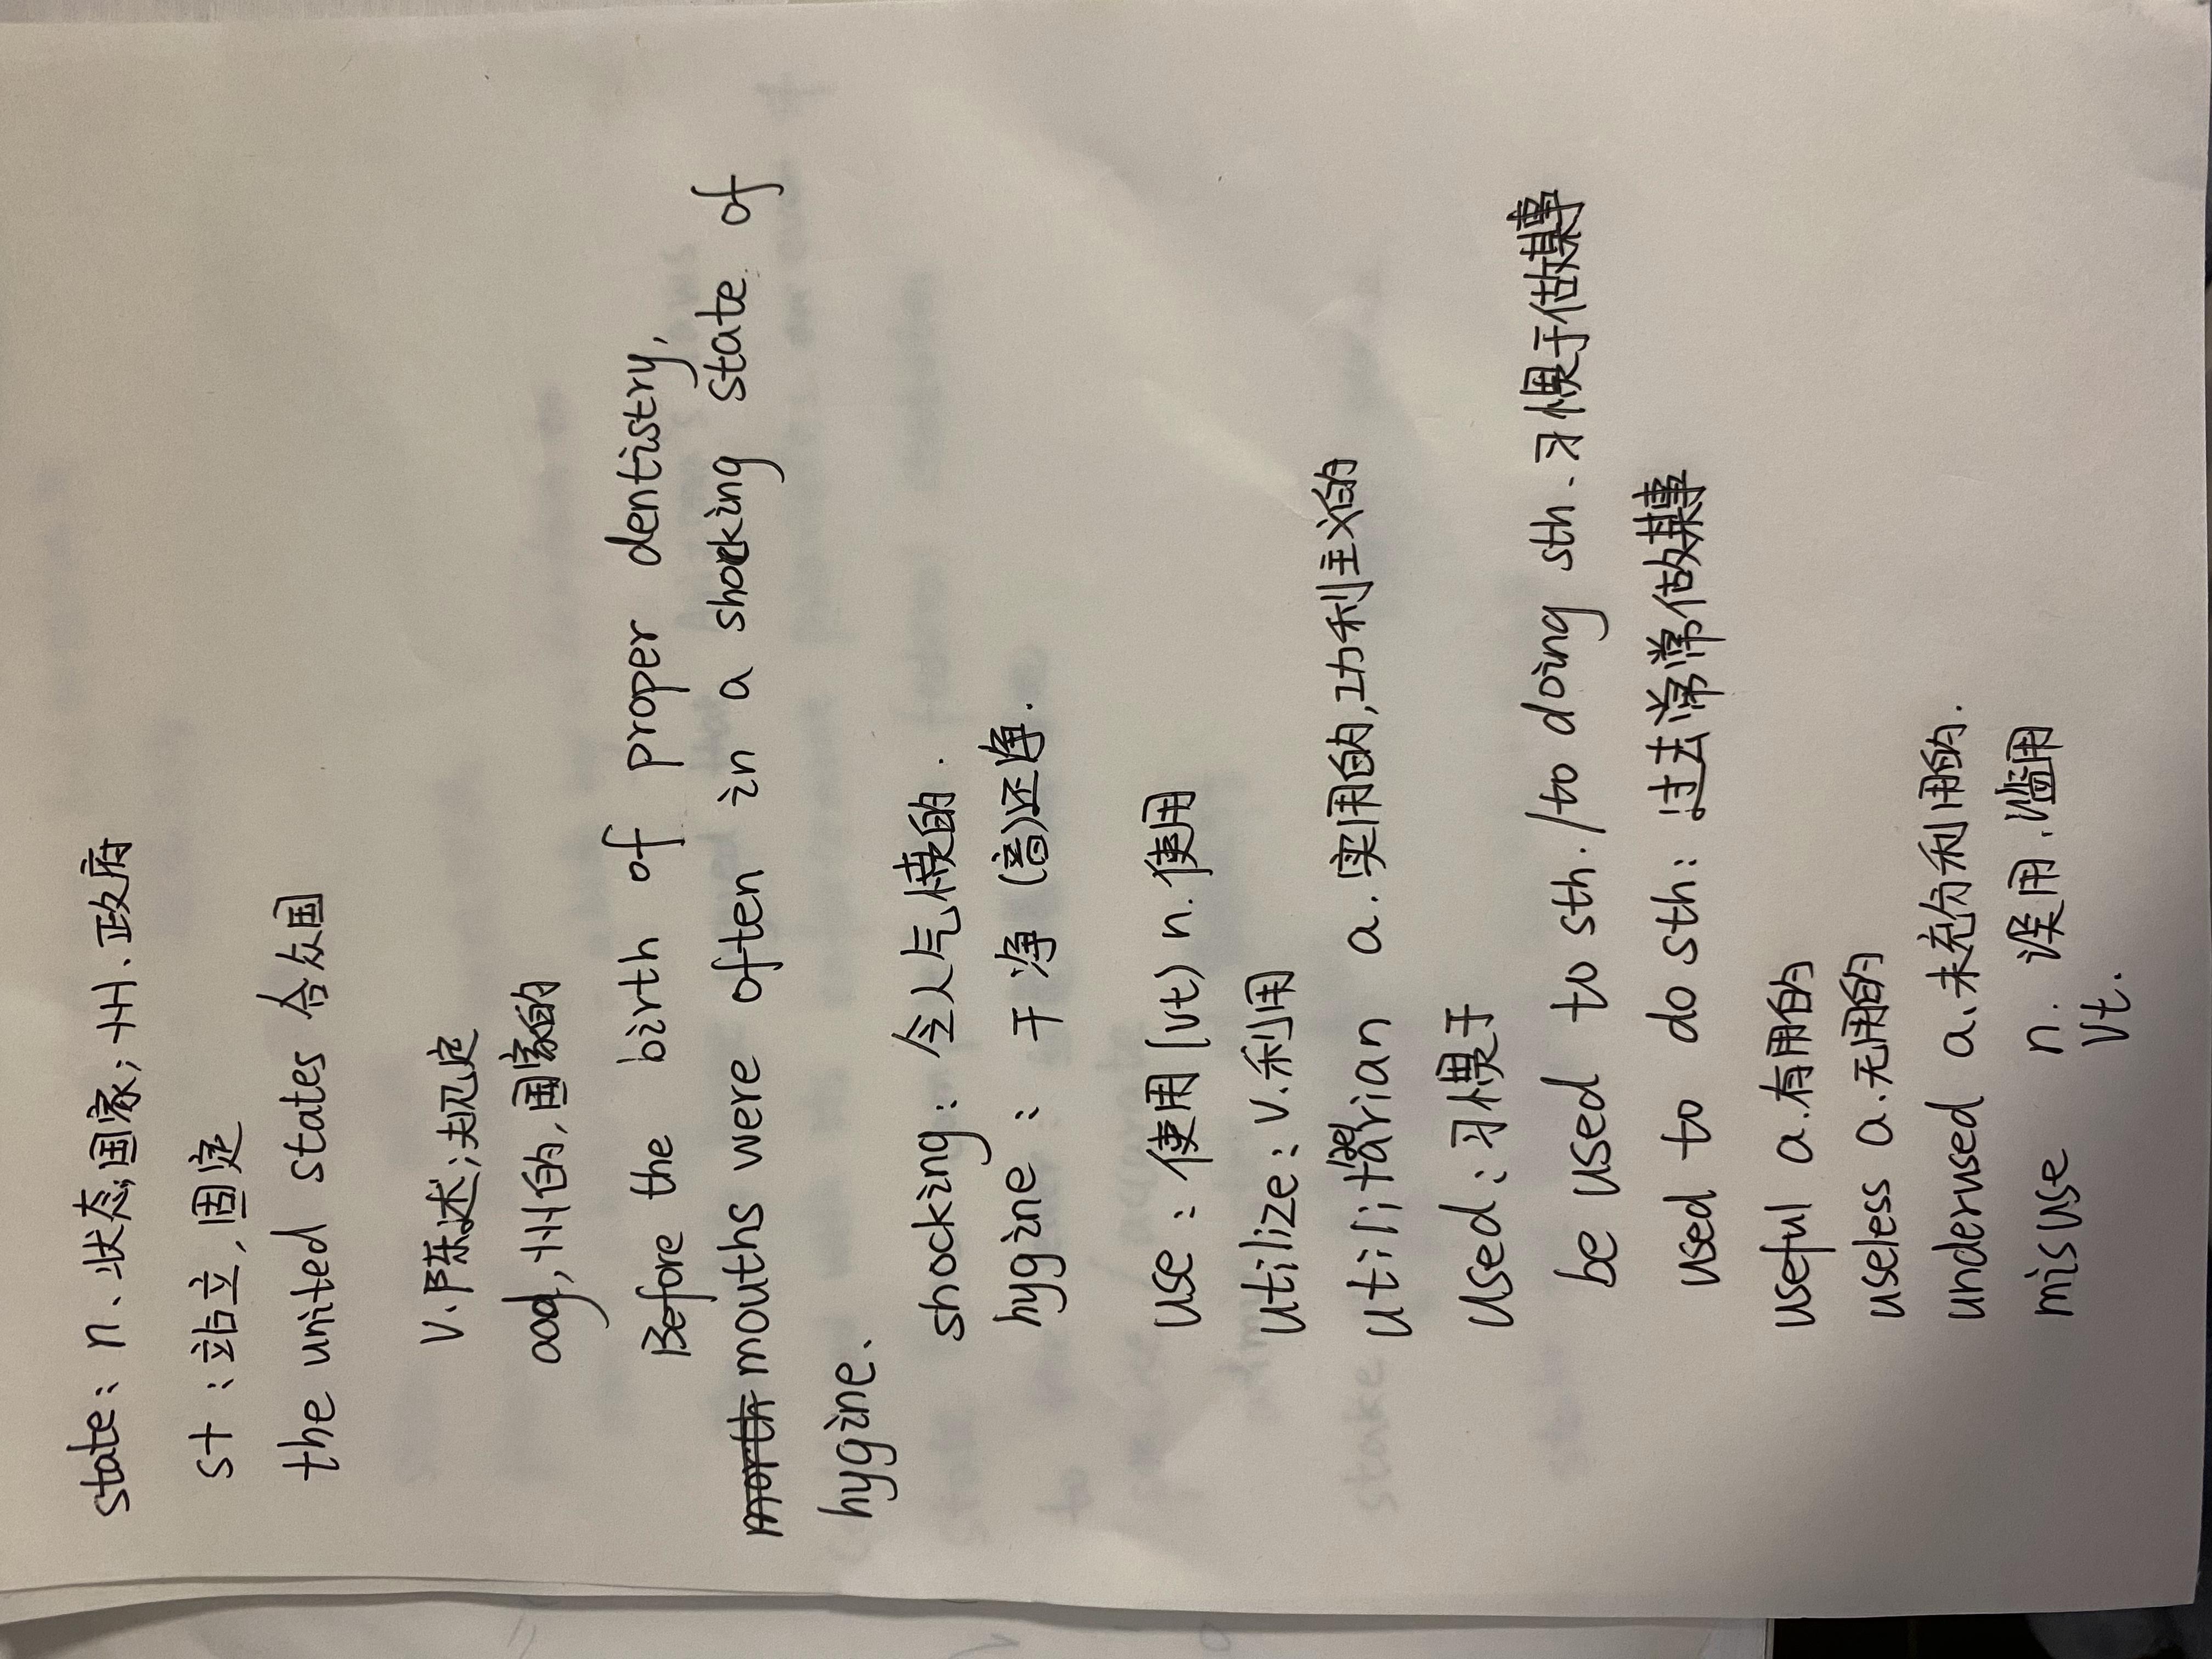 state: n. 状态;国家;州.政府
st:站立,固定
the united states 合众国
V.陈述;规定
aod,州的,国家的
Before the birth of proper dentistry,
morth mouths were often in a shocking state of
hygine.
shocking: 令人气愤的.
hygine: 干净 (音)还净.
use: 使用(vt) n.使用
utilize: V.利用
utilitarian a.实用的,功利主义的
used:习惯于
be used to sth./to doing sth.习惯于做某事
used to do sth: 过去常常做某事
useful a.有用的
useless a.无用的
underused a.未充分利用的.
misuse n. 误用.滥用
Vt.